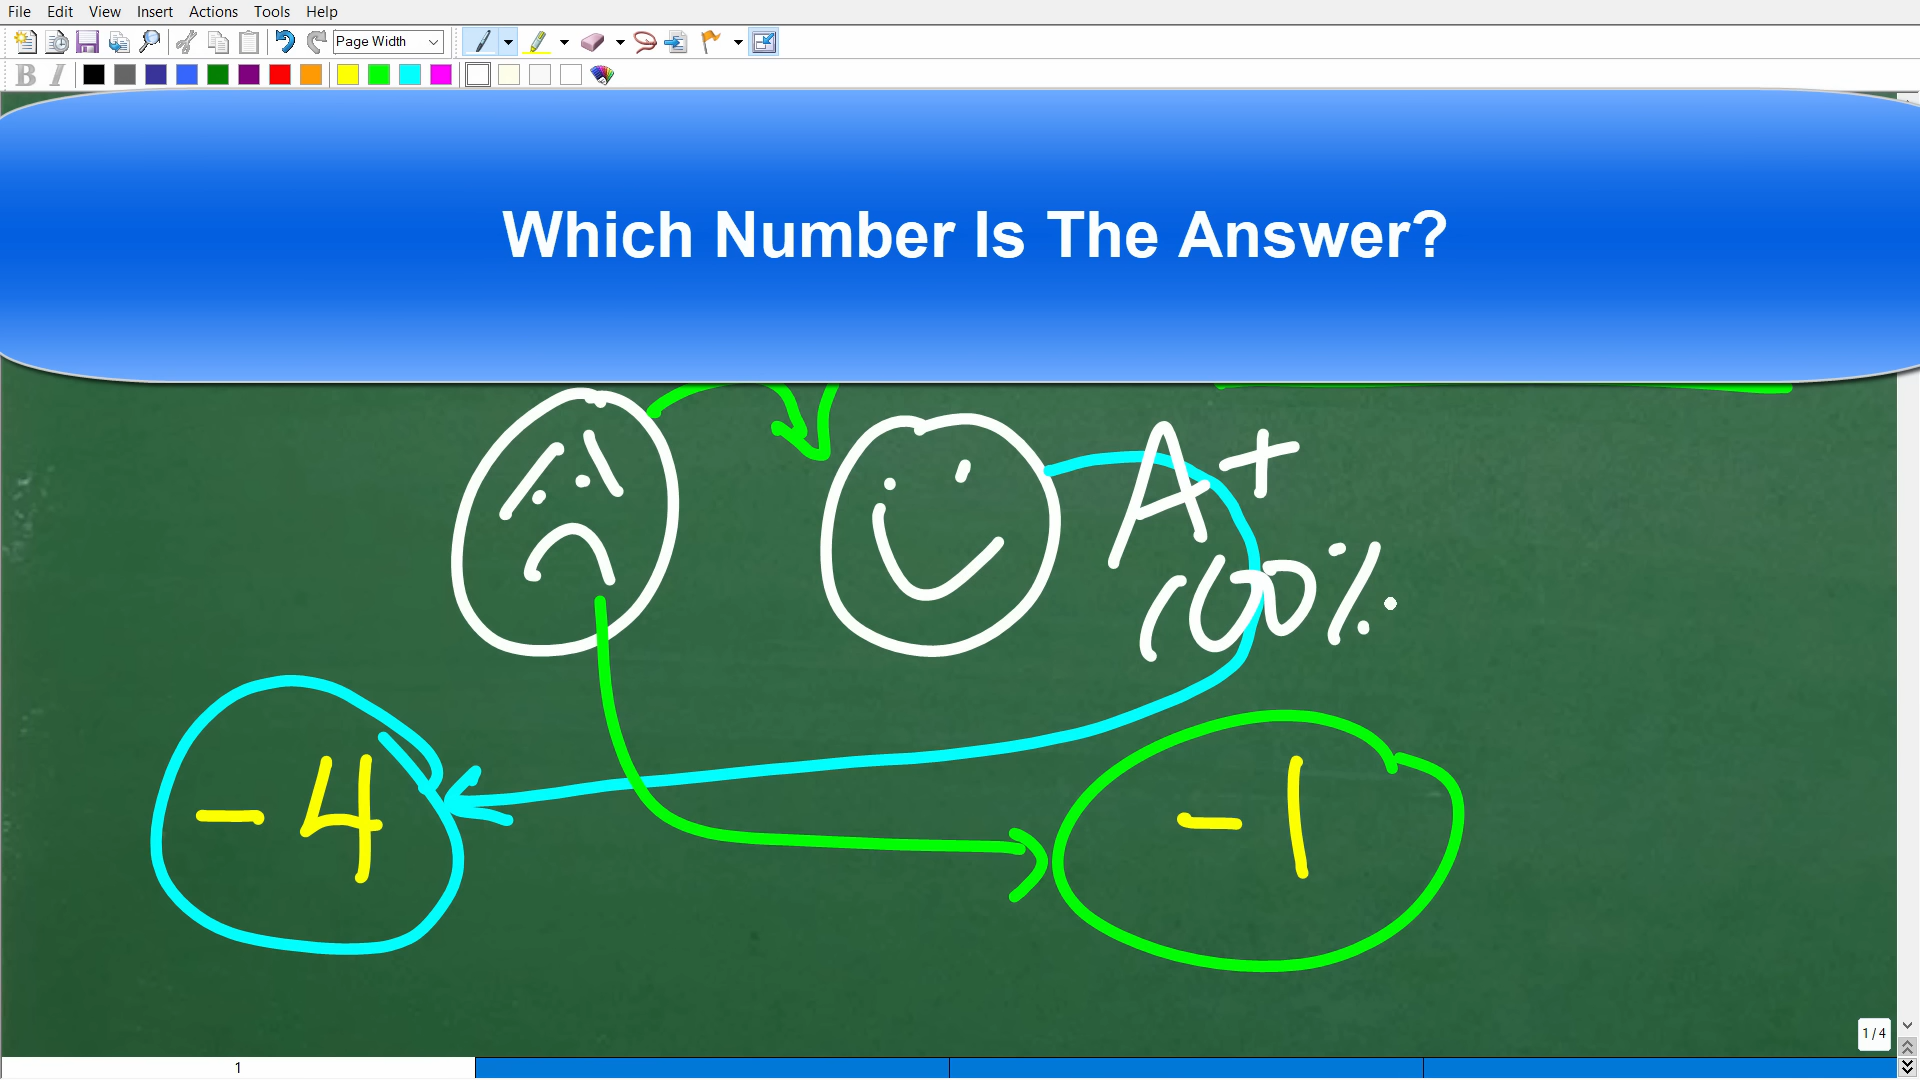 File Edit View Insert Actions Tools Help
Page Width
B I
Which Number Is The Answer?
A+
100%
-4
-1
1 / 4
1